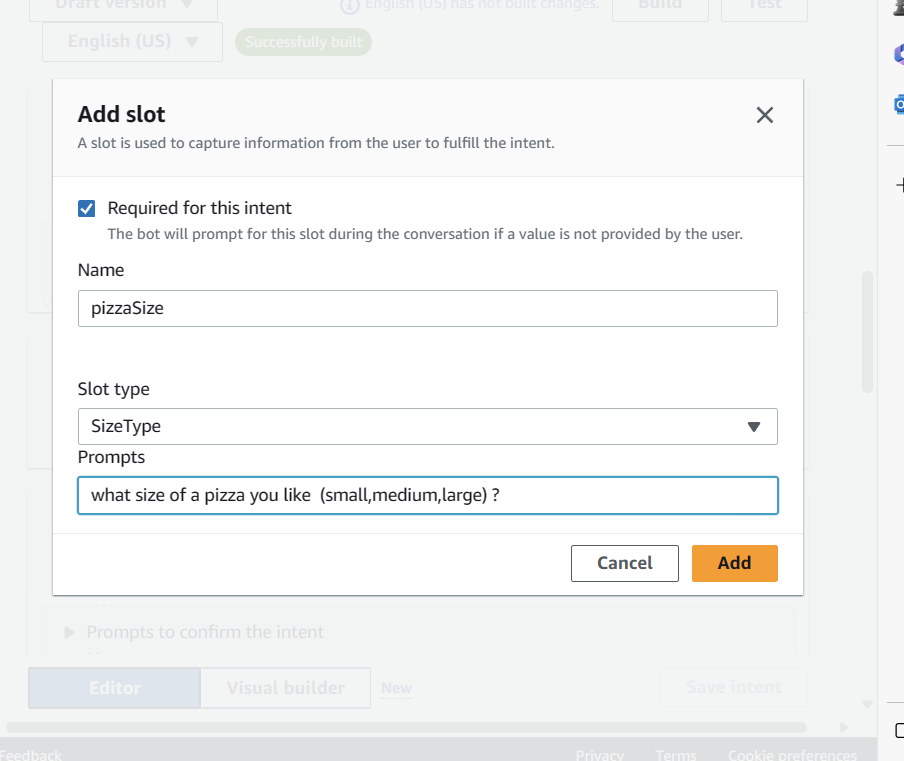 Draft version
English (US) has not built changes.
Build
Test
English (US)
Successfully built
Add slot
A slot is used to capture information from the user to fulfill the intent.
Required for this intent
The bot will prompt for this slot during the conversation if a value is not provided by the user.
Name
pizzaSize
Slot type
SizeType
Prompts
what size of a pizza you like  (small,medium,large) ?
Cancel
Add
Prompts to confirm the intent
Editor
Visual builder
New
Save intent
Feedback
Privacy
Terms
Cookie preferences